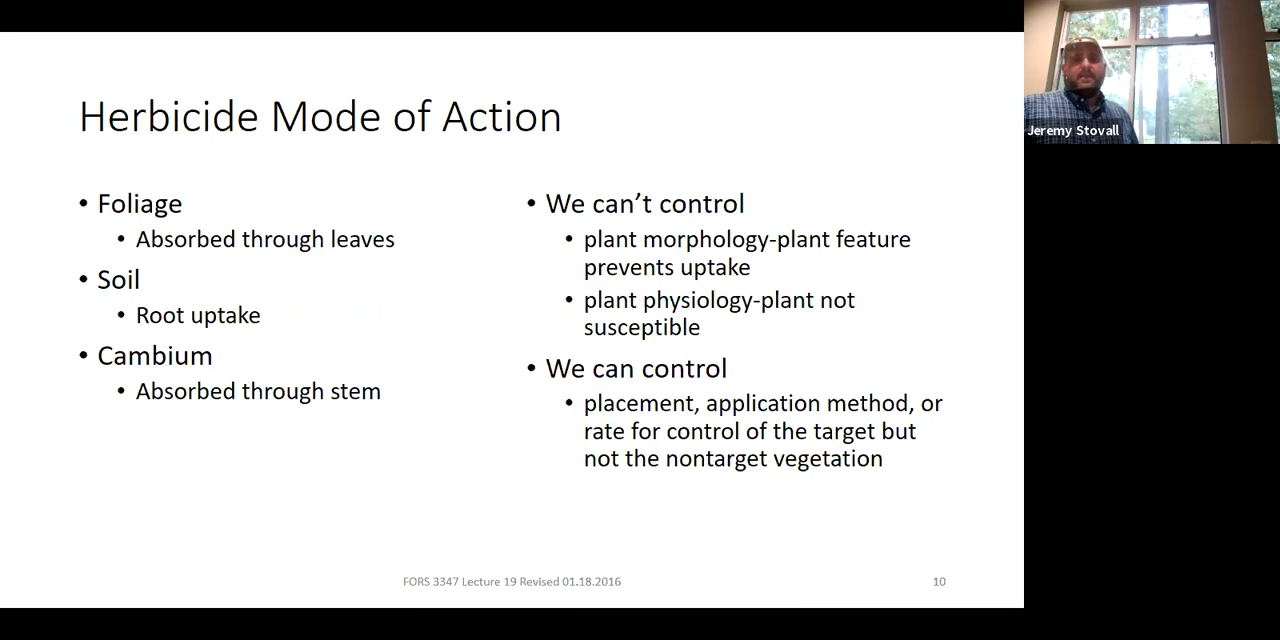 Herbicide Mode of Action
• Foliage
• Absorbed through leaves
• Soil
• Root uptake
• Cambium
• Absorbed through stem
• We can’t control
• plant morphology-plant feature
prevents uptake
• plant physiology-plant not
susceptible
• We can control
• placement, application method, or
rate for control of the target but
not the nontarget vegetation
FORS 3347 Lecture 19 Revised 01.18.2016
10
Jeremy Stovall